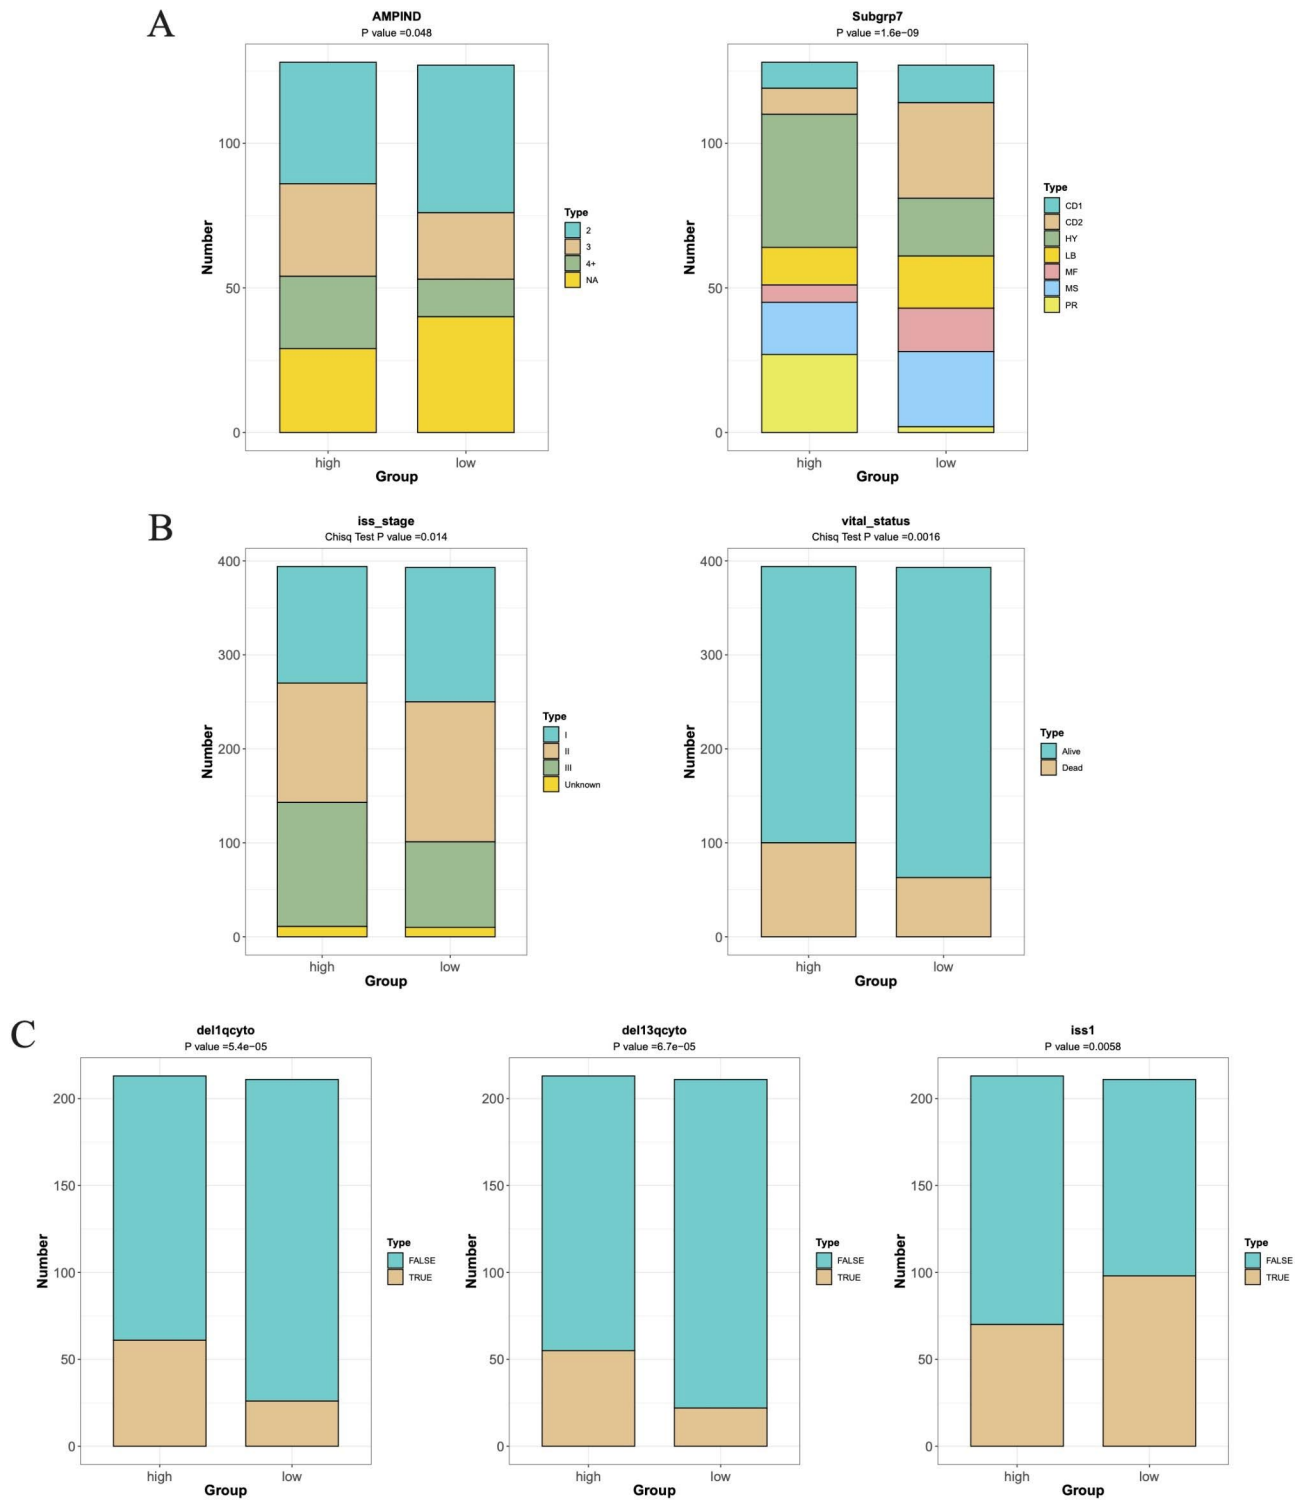 A
AMPIND
P value =0.048
Number
100
50
0
high
low
Group
Type
2
3
4+
NA
Subgrp7
P value =1.6e−09
Number
100
50
0
high
low
Group
Type
CD1
CD2
HY
LB
MF
MS
PR
B
iss_stage
Chisq Test P value =0.014
Number
400
300
200
100
0
high
low
Group
Type
I
II
III
Unknown
vital_status
Chisq Test P value =0.0016
Number
400
300
200
100
0
high
low
Group
Type
Alive
Dead
C
del1qcyto
P value =5.4e−05
Number
200
150
100
50
0
high
low
Group
Type
FALSE
TRUE
del13qcyto
P value =6.7e−05
Number
200
150
100
50
0
high
low
Group
Type
FALSE
TRUE
iss1
P value =0.0058
Number
200
150
100
50
0
high
low
Group
Type
FALSE
TRUE